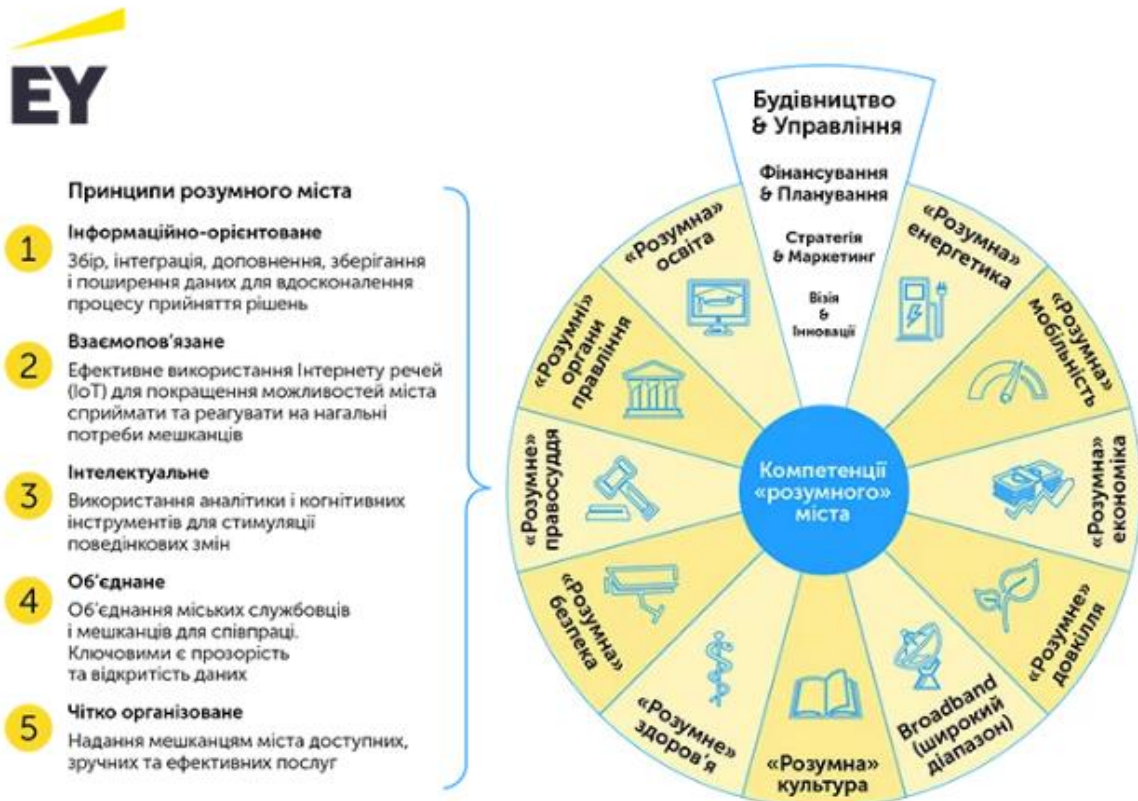 EY
Принципи розумного міста
1
Інформаційно-орієнтоване
Збір, інтеграція, доповнення, зберігання
і поширення даних для вдосконалення
процесу прийняття рішень
2
Взаємопов'язане
Ефективне використання Інтернету речей
(IoT) для покращення можливостей міста
сприймати та реагувати на нагальні
потреби мешканців
3
Інтелектуальне
Використання аналітики і когнітивних
інструментів для стимуляції
поведінкових змін
4
Об'єднане
Об'єднання міських службовців
і мешканців для співпраці.
Ключовими є прозорість
та відкритість даних
5
Чітко організоване
Надання мешканцям міста доступних,
зручних та ефективних послуг
Будівництво
& Управління
Фінансування
& Планування
Стратегія
& Маркетинг
Візія
&
Інновації
«Розумна»
енергетика
«Розумна»
мобільність
«Розумна»
економіка
«Розумне»
довкілля
Broadband
(широкий
діапазон)
«Розумна»
культура
«Розумне»
здоров'я
«Розумна»
безпека
«Розумне»
правосуддя
«Розумні»
органи
правління
«Розумна»
освіта
Компетенції
«розумного»
міста